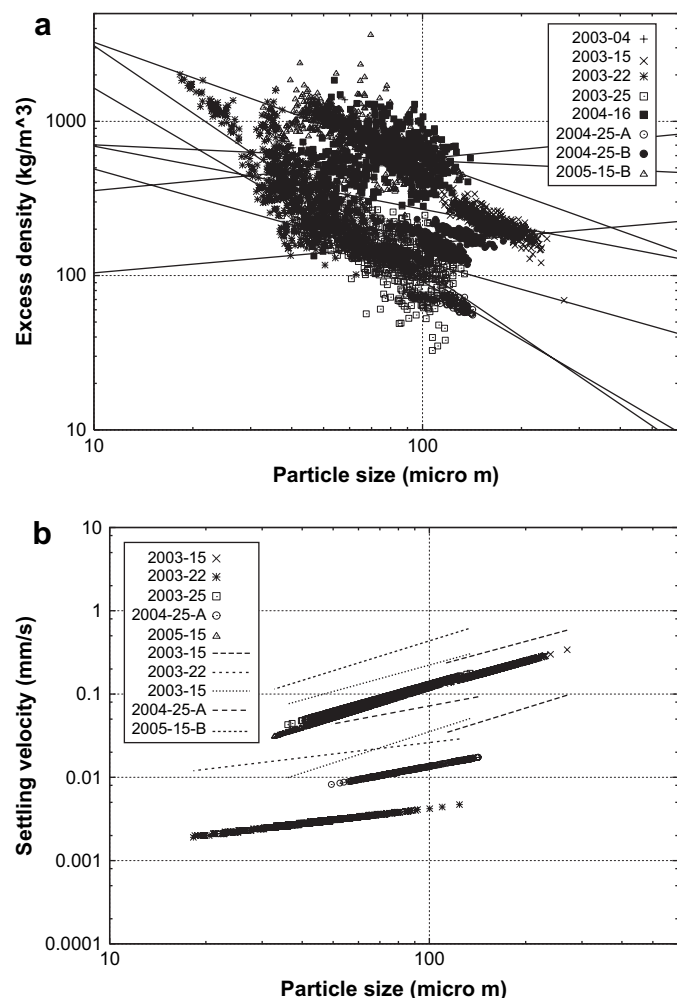 a
Excess density (kg/m^3)
1000
100
10
10
100
Particle size (micro m)
2003-04
2003-15
2003-22
2003-25
2004-16
2004-25-A
2004-25-B
2005-15-B
b
Settling velocity (mm/s)
10
1
0.1
0.01
0.001
0.0001
10
100
Particle size (micro m)
2003-15
2003-22
2003-25
2004-25-A
2005-15
2003-15
2003-22
2003-15
2004-25-A
2005-15-B